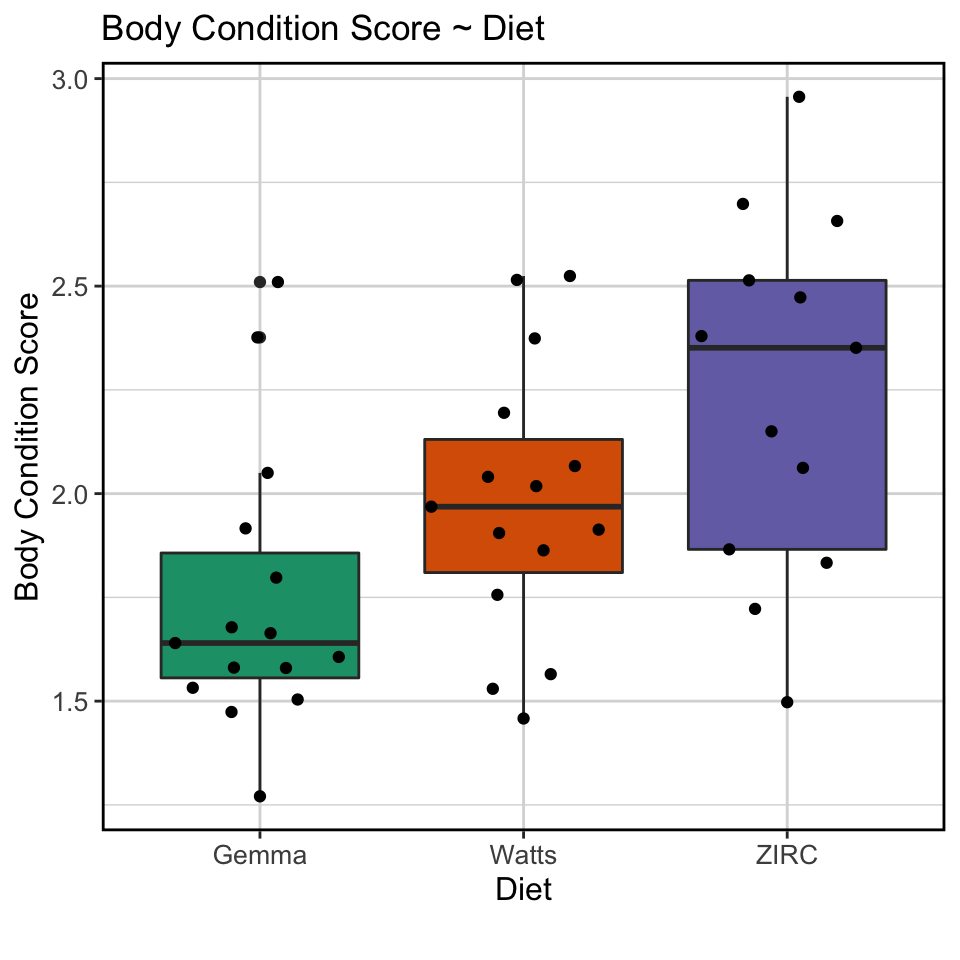 Body Condition Score ~ Diet
3.0
2.5
2.0
1.5
Body Condition Score
Gemma
Watts
ZIRC
Diet